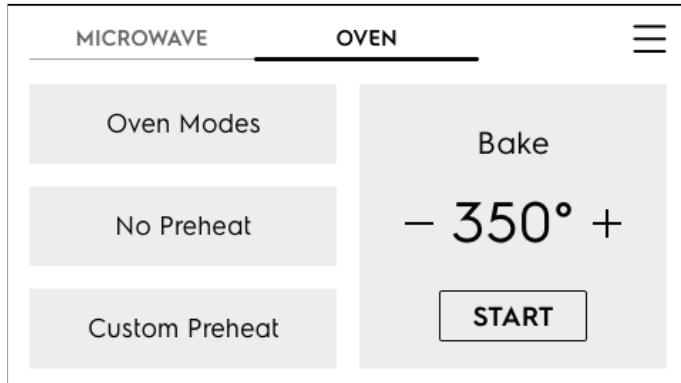 MICROWAVE
OVEN
Oven Modes
No Preheat
Custom Preheat
Bake
− 350° +
START